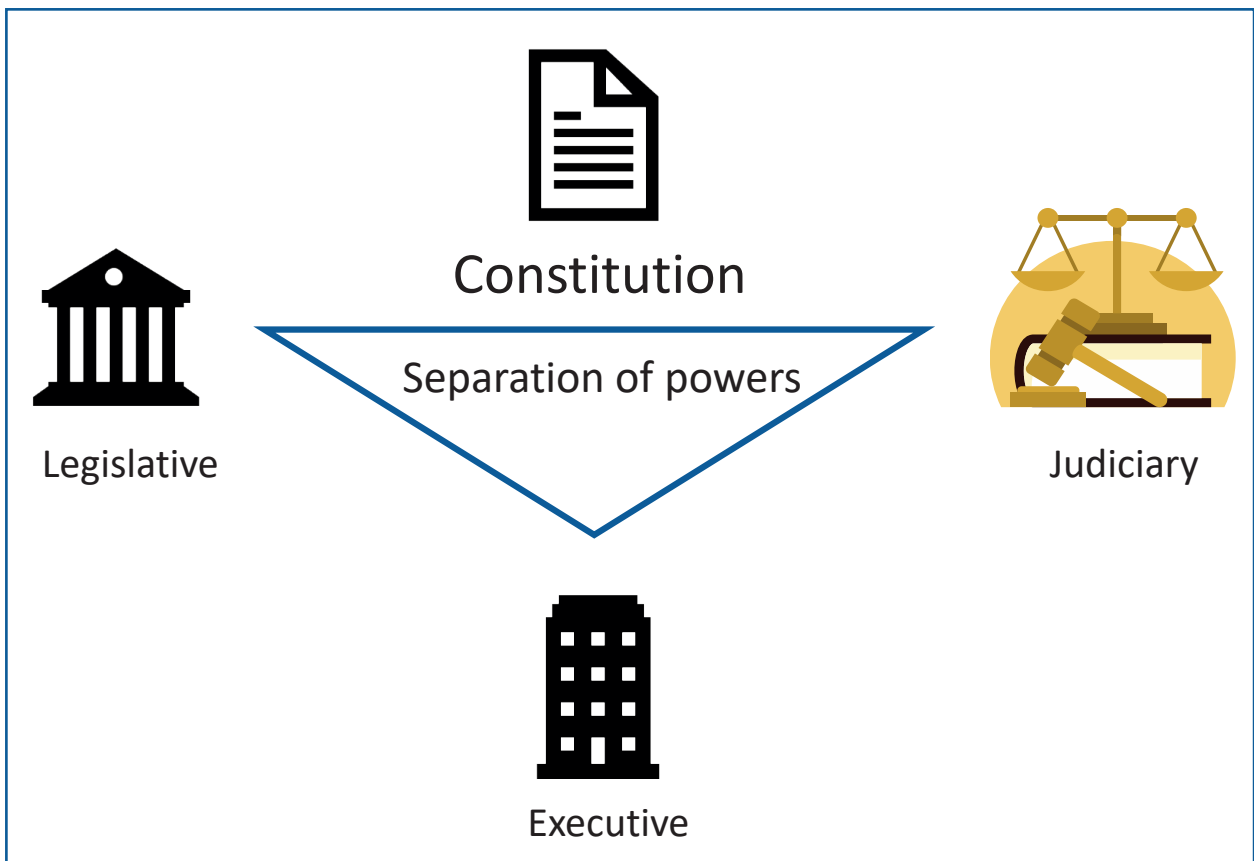 Constitution
Separation of powers
Legislative
Judiciary
Executive